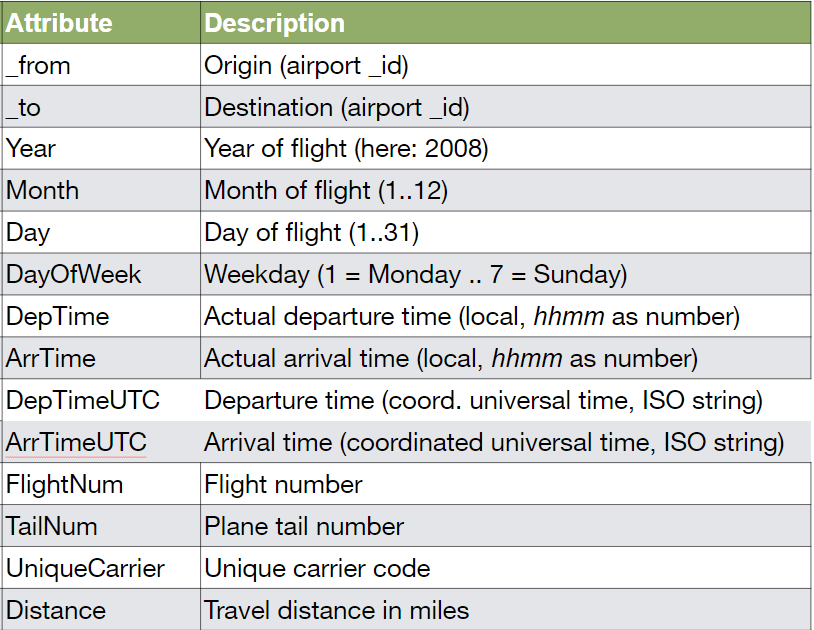 Attribute Description
_from Origin (airport _id)
_to Destination (airport _id)
Year Year of flight (here: 2008)
Month Month of flight (1..12)
Day Day of flight (1..31)
DayOfWeek Weekday (1 = Monday .. 7 = Sunday)
DepTime Actual departure time (local, hhmm as number)
ArrTime Actual arrival time (local, hhmm as number)
DepTimeUTC Departure time (coord. universal time, ISO string)
ArrTimeUTC Arrival time (coordinated universal time, ISO string)
FlightNum Flight number
TailNum Plane tail number
UniqueCarrier Unique carrier code
Distance Travel distance in miles